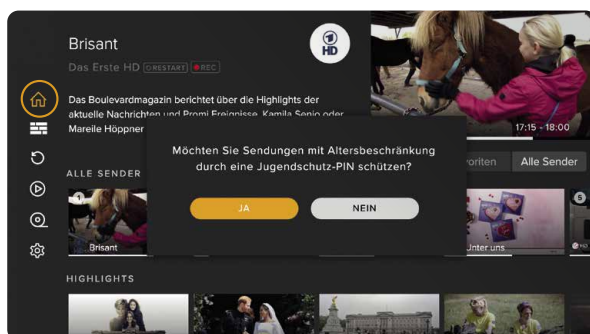 Brisant
Das Erste HD RESTART REC
HD
Das Boulevardmagazin berichtet über die Highlights der
aktuelle Nachrichten und Promi Ereignisse. Kamila Senjo oder
Mareile Höppner
17:15 - 18:00
Möchten Sie Sendungen mit Altersbeschränkung
durch eine Jugendschutz-PIN schützen?
JA
NEIN
voriten
Alle Sender
ALLE SENDER
1
5
Brisant
Unter uns
HIGHLIGHTS